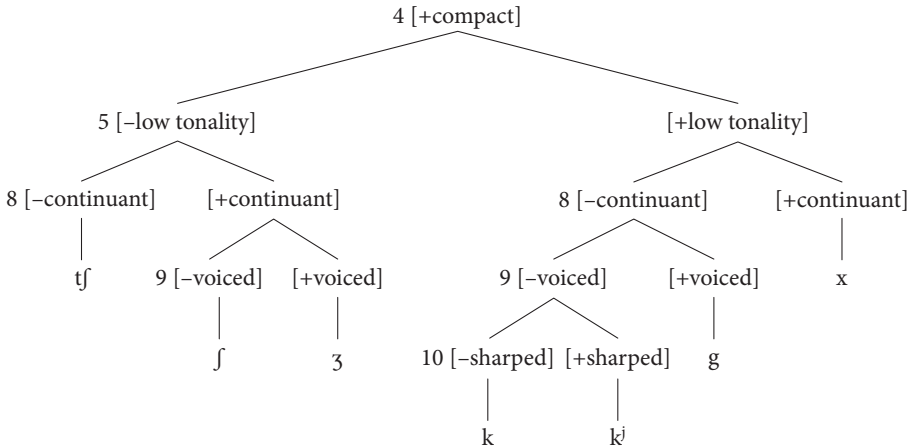 4 [+compact]
5 [–low tonality] [+low tonality]
8 [–continuant] [+continuant] 8 [–continuant] [+continuant]
tʃ 9 [–voiced] [+voiced] 9 [–voiced] [+voiced] x
ʃ ʒ 10 [–sharped] [+sharped] g
k kʲ